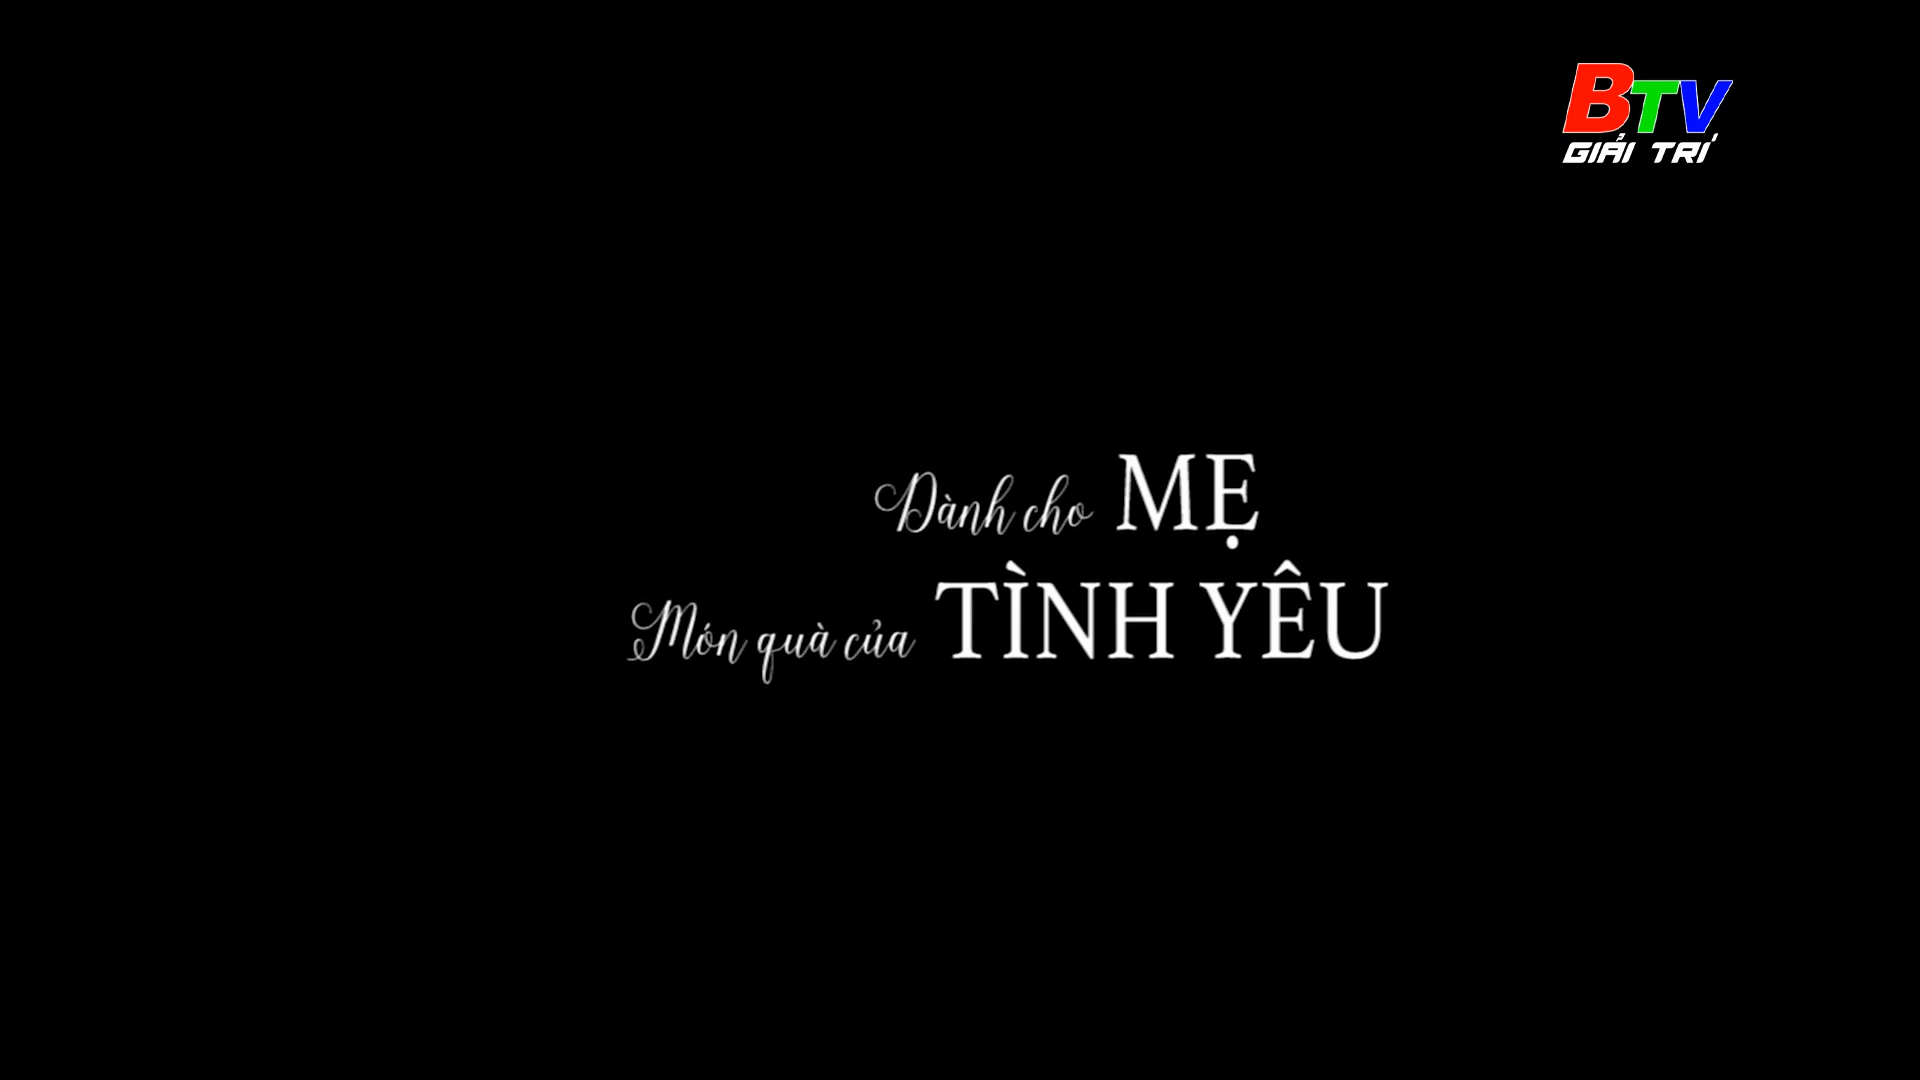 BTV
GIẢI TRÍ
Dành cho MẸ
Món quà của TÌNH YÊU